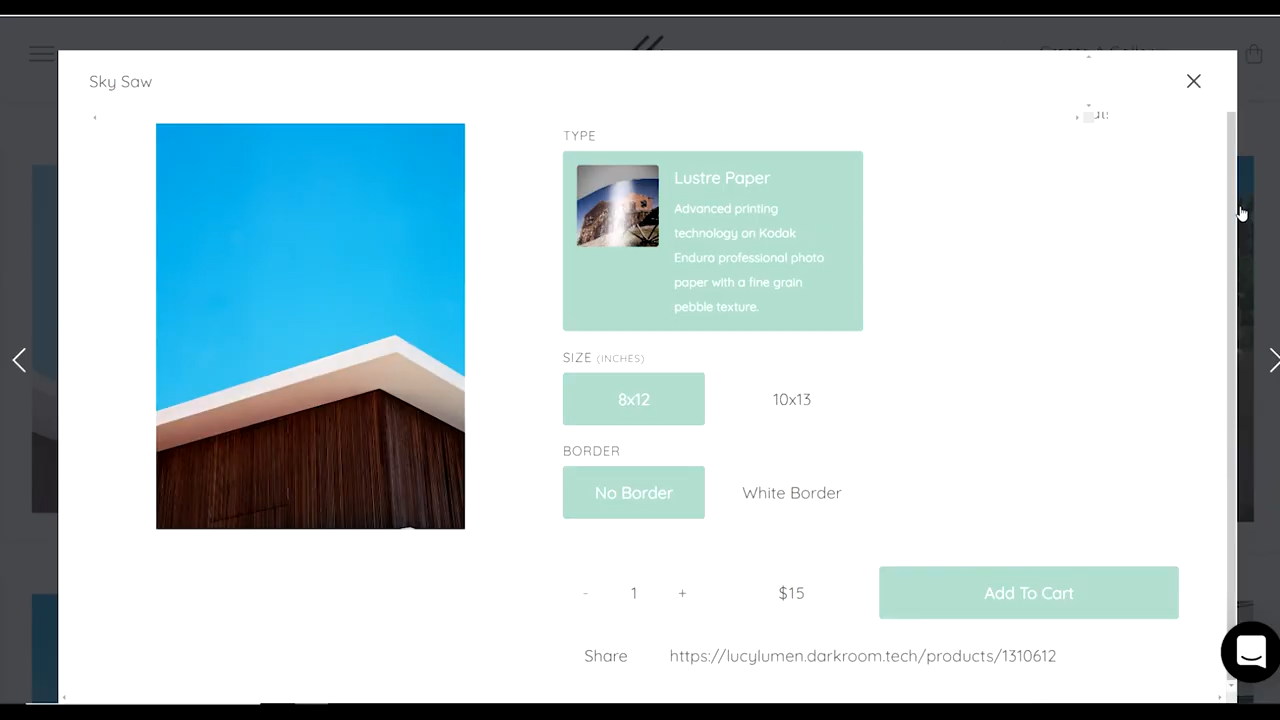 Sky Saw
TYPE
Lustre Paper
Advanced printing
technology on Kodak
Endura professional photo
paper with a fine grain
pebble texture.
SIZE (INCHES)
8x12 10x13
BORDER
No Border White Border
- 1 + $15 Add To Cart
Share https://lucylumen.darkroom.tech/products/1310612